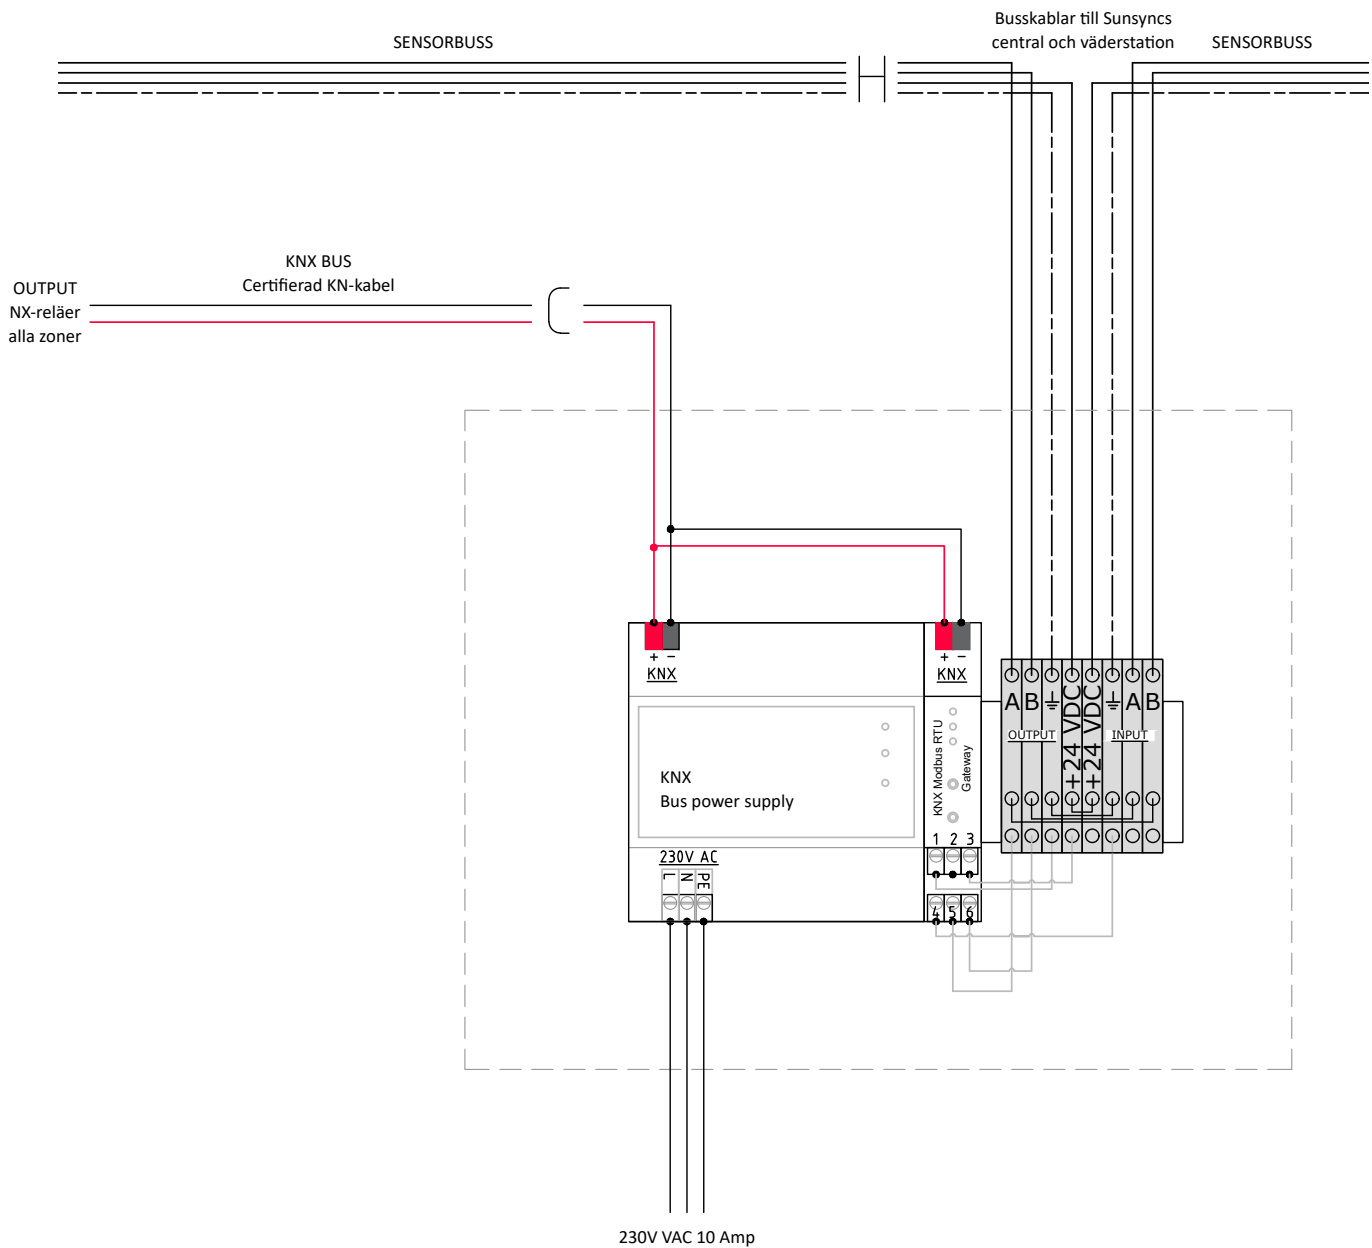 Busskablar till Sunsyncs
central och väderstation
SENSORBUSS
SENSORBUSS
KNX BUS
Certifierad KN-kabel
OUTPUT
NX-reläer
alla zoner
+ −
KNX
+ −
KNX
A B +24 VDC +24 VDC A B
OUTPUT
INPUT
KNX Modbus RTU
Gateway
KNX
Bus power supply
1 2 3
230V AC
L N PE
4 5 6
230V VAC 10 Amp